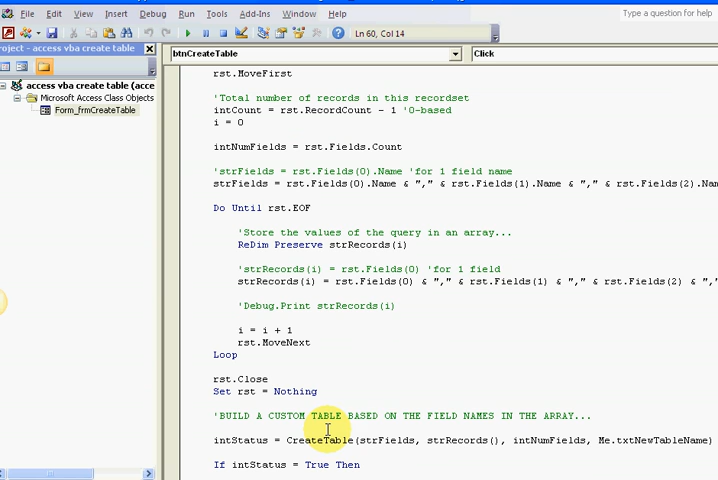 File Edit View Insert Debug Run Tools Add-Ins Window Help Type a question for help
Ln 60, Col 14
roject - access vba create table (acce
btnCreateTable Click
access vba create table (acce
Microsoft Access Class Objects
Form_frmCreateTable
rst.MoveFirst
'Total number of records in this recordset
intCount = rst.RecordCount - 1 '0-based
i = 0
intNumFields = rst.Fields.Count
'strFields = rst.Fields(0).Name 'for 1 field name
strFields = rst.Fields(0).Name & "," & rst.Fields(1).Name & "," & rst.Fields(2).Nam
Do Until rst.EOF
'Store the values of the query in an array...
ReDim Preserve strRecords(i)
'strRecords(i) = rst.Fields(0) 'for 1 field
strRecords(i) = rst.Fields(0) & "," & rst.Fields(1) & "," & rst.Fields(2) & ","
'Debug.Print strRecords(i)
i = i + 1
rst.MoveNext
Loop
rst.Close
Set rst = Nothing
'BUILD A CUSTOM TABLE BASED ON THE FIELD NAMES IN THE ARRAY...
intStatus = CreateTable(strFields, strRecords(), intNumFields, Me.txtNewTableName)
If intStatus = True Then